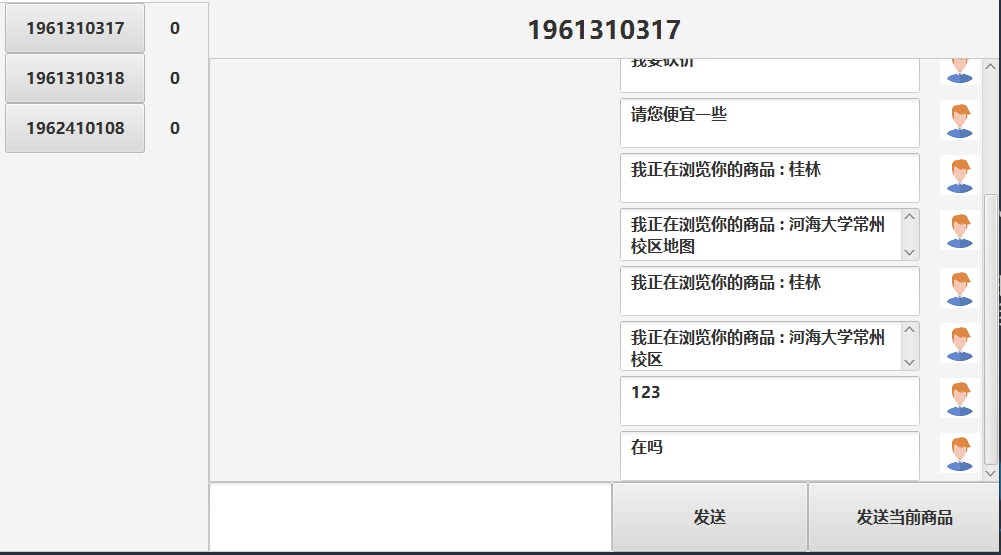 1961310317 0
1961310318 0
1962410108 0
1961310317
我要砍价
请您便宜一些
我正在浏览你的商品：桂林
我正在浏览你的商品：河海大学常州
校区地图
我正在浏览你的商品：桂林
我正在浏览你的商品：河海大学常州
校区
123
在吗
发送
发送当前商品